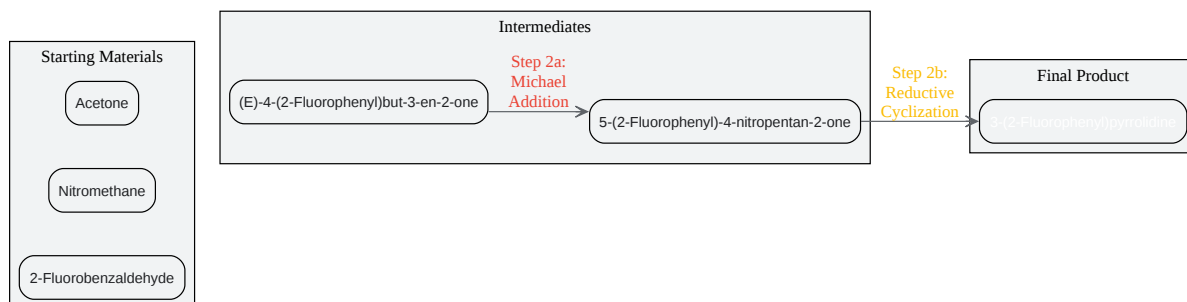 Starting Materials
Acetone
Nitromethane
2-Fluorobenzaldehyde
Intermediates
(E)-4-(2-Fluorophenyl)but-3-en-2-one
Step 2a:
Michael
Addition
5-(2-Fluorophenyl)-4-nitropentan-2-one
Step 2b:
Reductive
Cyclization
Final Product
3-(2-Fluorophenyl)pyrrolidine